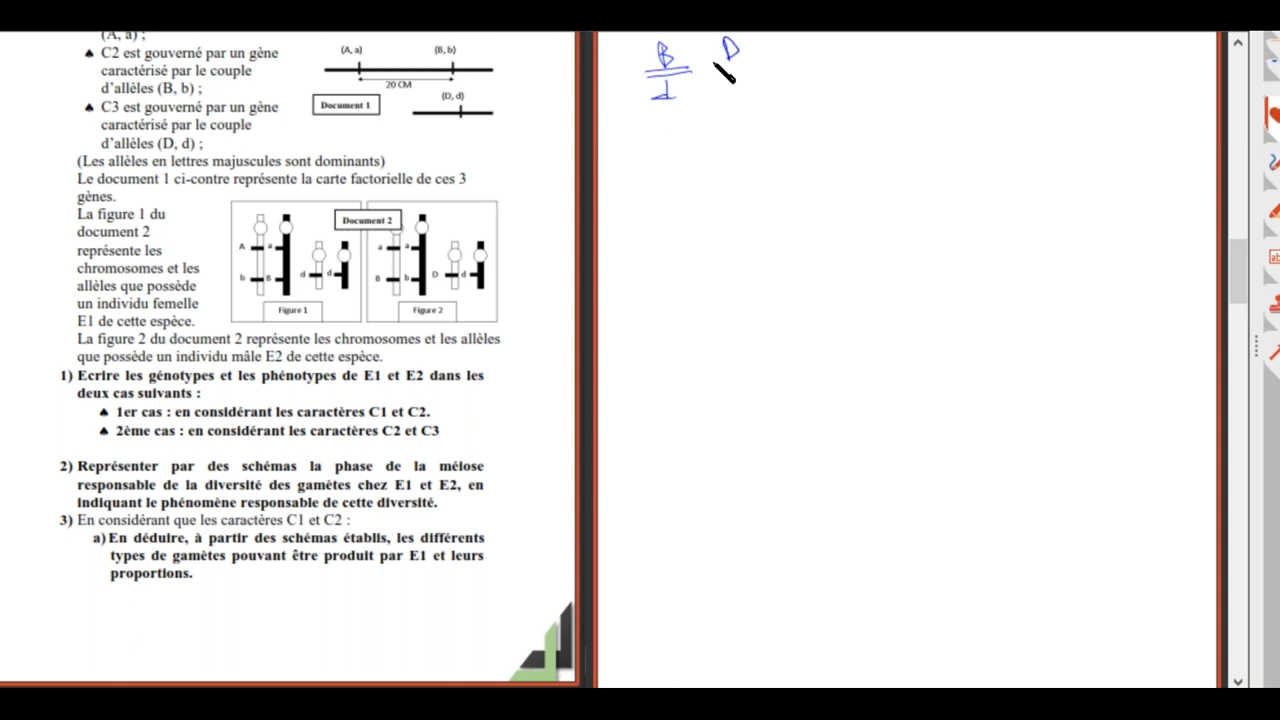 (A, a) ;
♠ C2 est gouverné par un gène
caractérisé par le couple
d'allèles (B, b) ;
♠ C3 est gouverné par un gène
caractérisé par le couple
d'allèles (D, d) ;
(A, a) (B, b)
20 CM
(D, d)
Document 1
(Les allèles en lettres majuscules sont dominants)
Le document 1 ci-contre représente la carte factorielle de ces 3
gènes.
La figure 1 du
document 2
représente les
chromosomes et les
allèles que possède
un individu femelle
E1 de cette espèce.
Document 2
A a a a
d d D d
b B B b
Figure 1 Figure 2
La figure 2 du document 2 représente les chromosomes et les allèles
que possède un individu mâle E2 de cette espèce.
1) Ecrire les génotypes et les phénotypes de E1 et E2 dans les
deux cas suivants :
♠ 1er cas : en considérant les caractères C1 et C2.
♠ 2ème cas : en considérant les caractères C2 et C3
2) Représenter par des schémas la phase de la méiose
responsable de la diversité des gamètes chez E1 et E2, en
indiquant le phénomène responsable de cette diversité.
3) En considérant que les caractères C1 et C2 :
a) En déduire, à partir des schémas établis, les différents
types de gamètes pouvant être produit par E1 et leurs
proportions.
B D
d